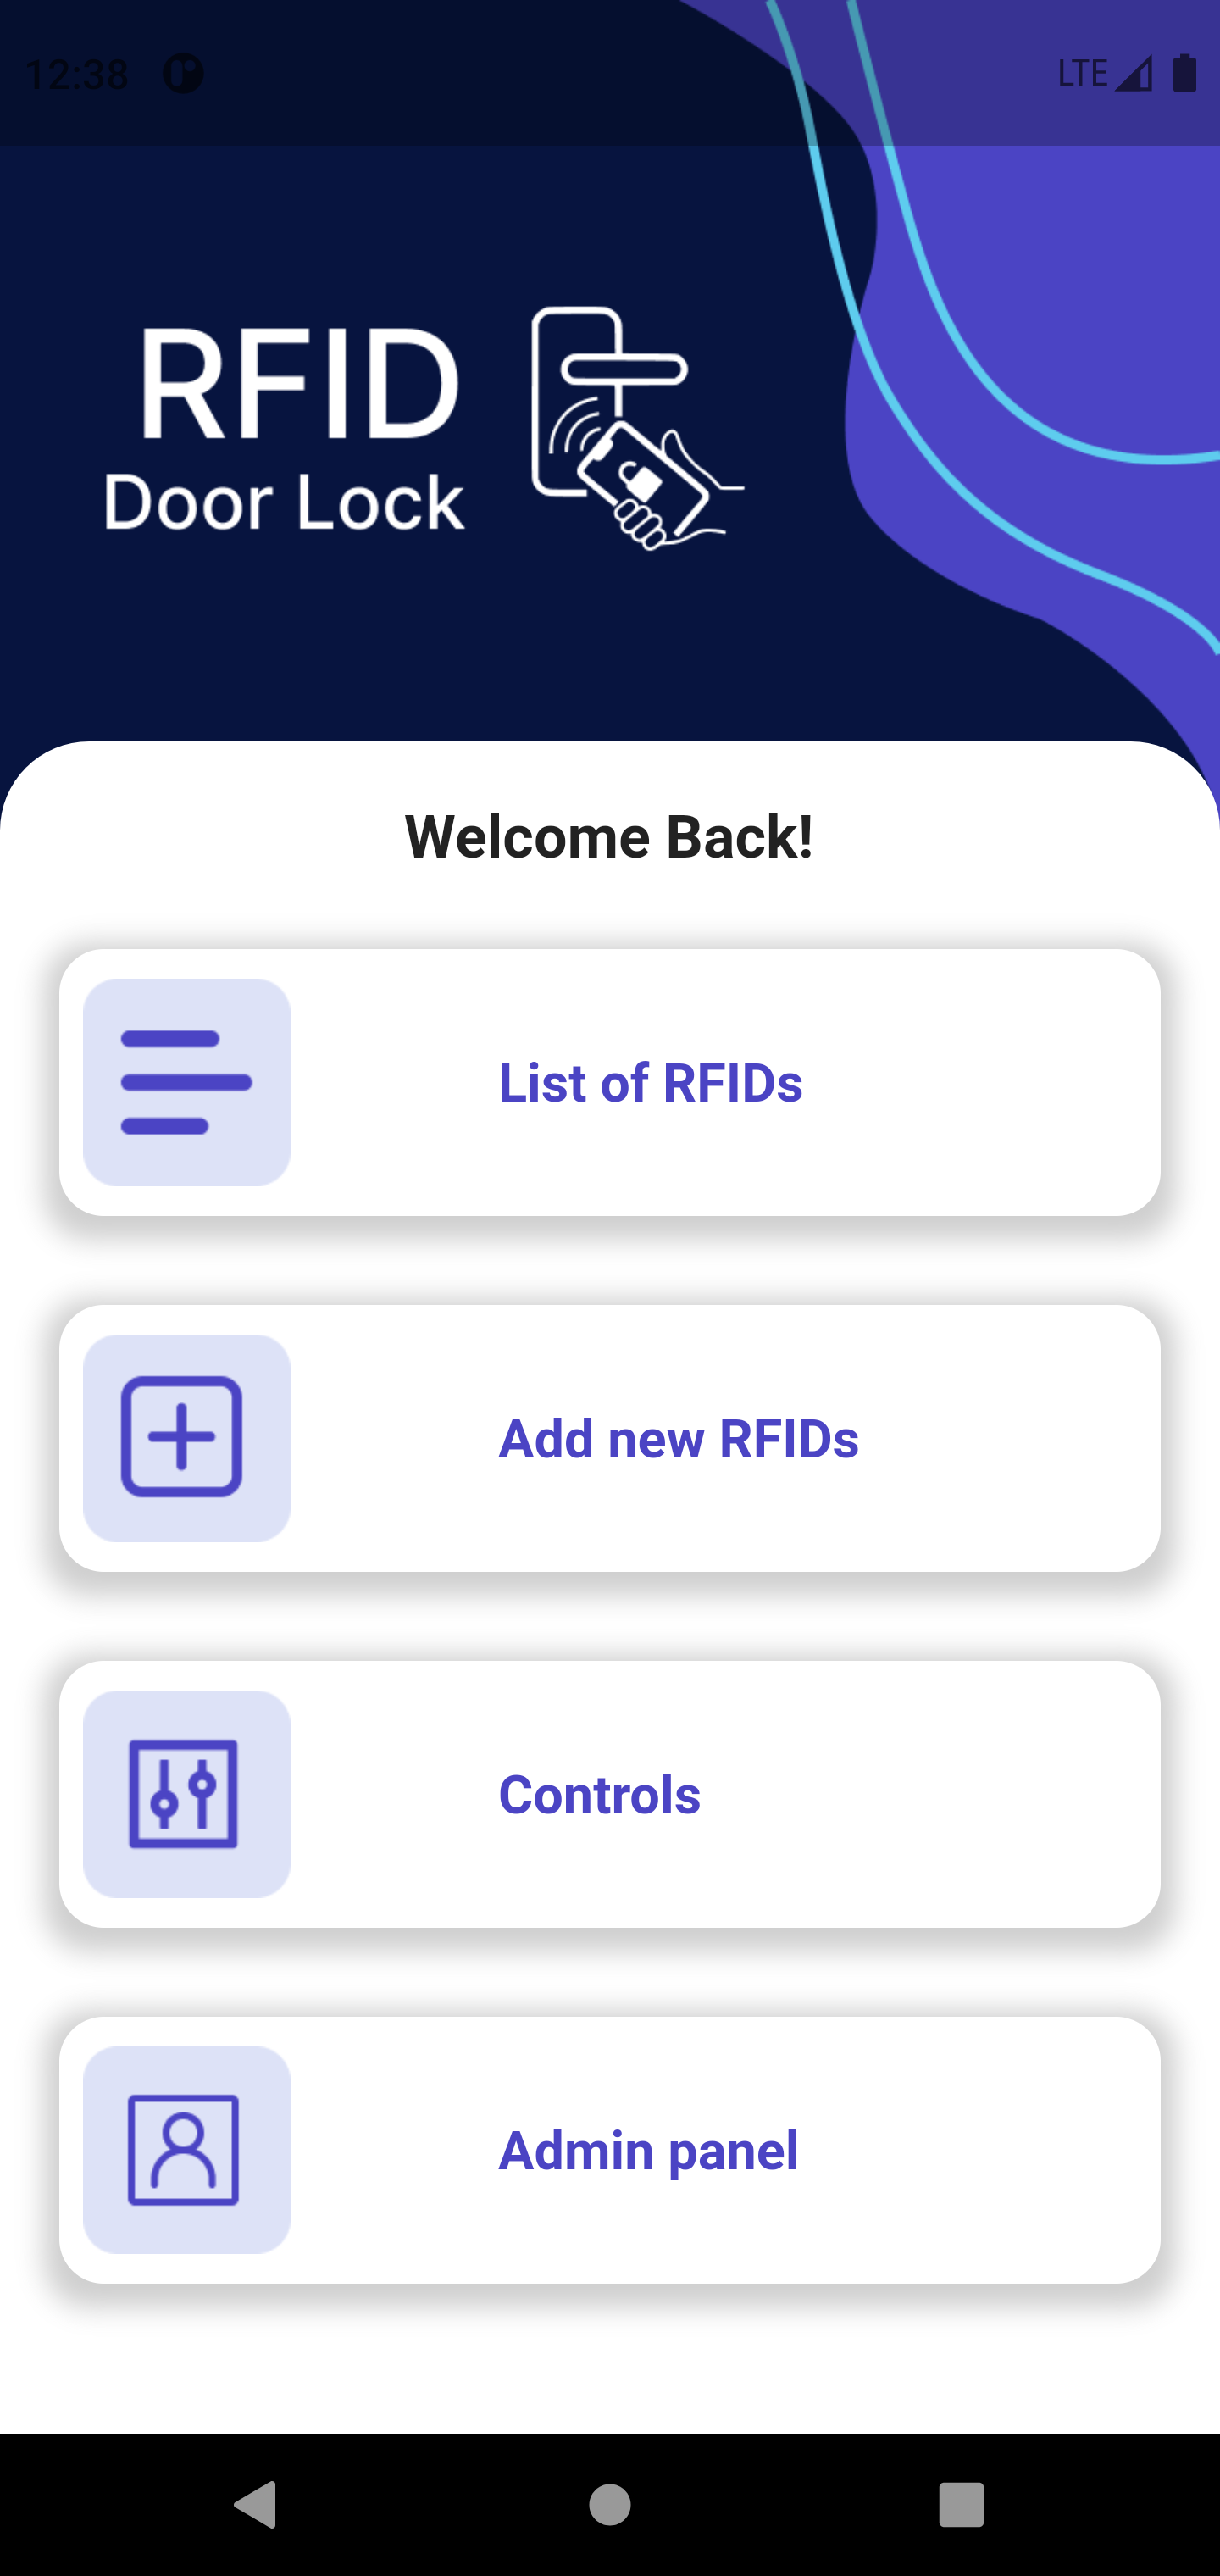 12:38
LTE
RFID
Door Lock
Welcome Back!
List of RFIDs
Add new RFIDs
Controls
Admin panel